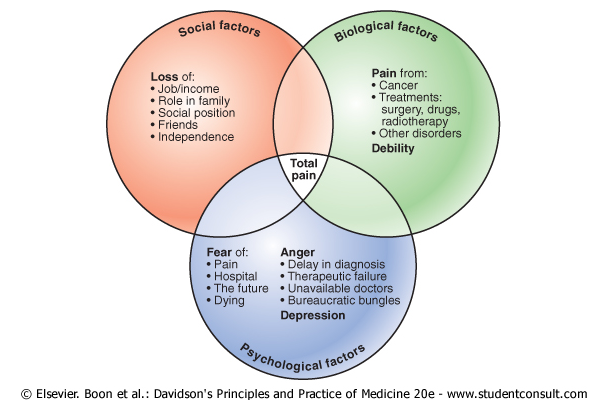 Social factors
Biological factors
Loss of:
• Job/income
• Role in family
• Social position
• Friends
• Independence
Pain from:
• Cancer
• Treatments:
surgery, drugs,
radiotherapy
• Other disorders
Debility
Total
pain
Fear of:
• Pain
• Hospital
• The future
• Dying
Anger
• Delay in diagnosis
• Therapeutic failure
• Unavailable doctors
• Bureaucratic bungles
Depression
Psychological factors
© Elsevier. Boon et al.: Davidson's Principles and Practice of Medicine 20e - www.studentconsult.com